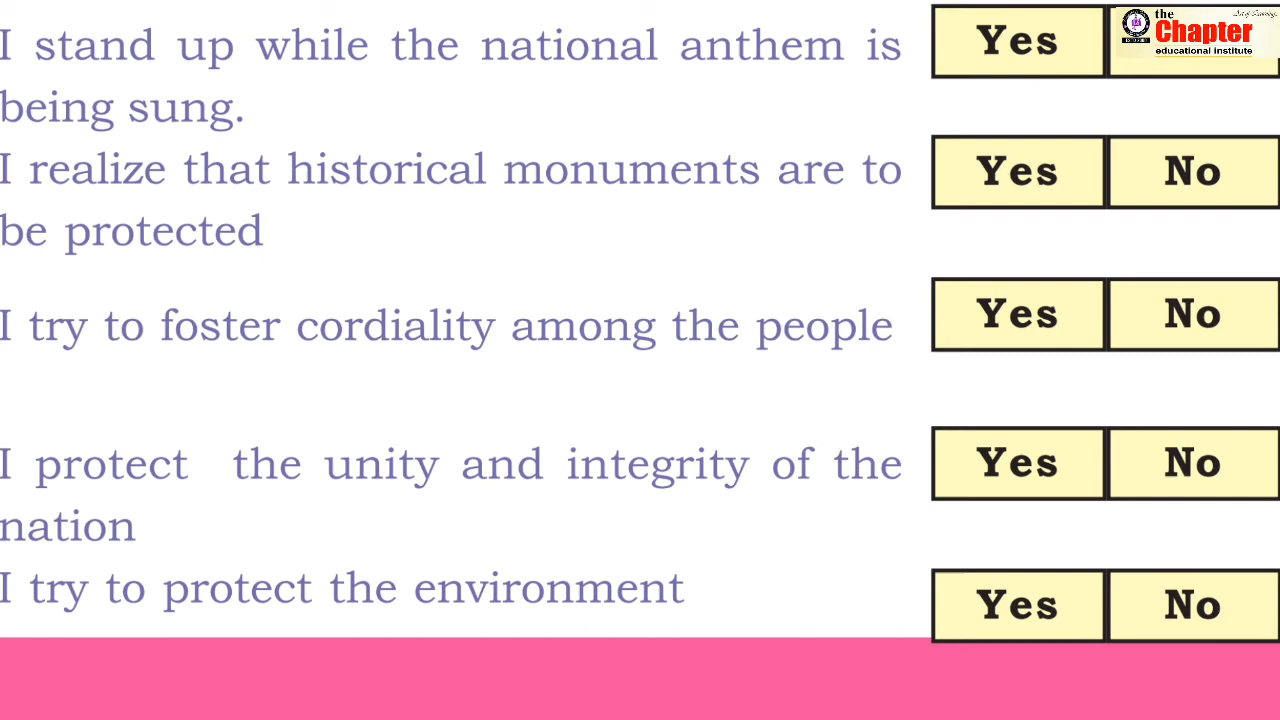 I stand up while the national anthem is
being sung.
Yes
the
Chapter
educational institute
I realize that historical monuments are to
be protected
Yes No
I try to foster cordiality among the people
Yes No
I protect the unity and integrity of the
nation
Yes No
I try to protect the environment
Yes No